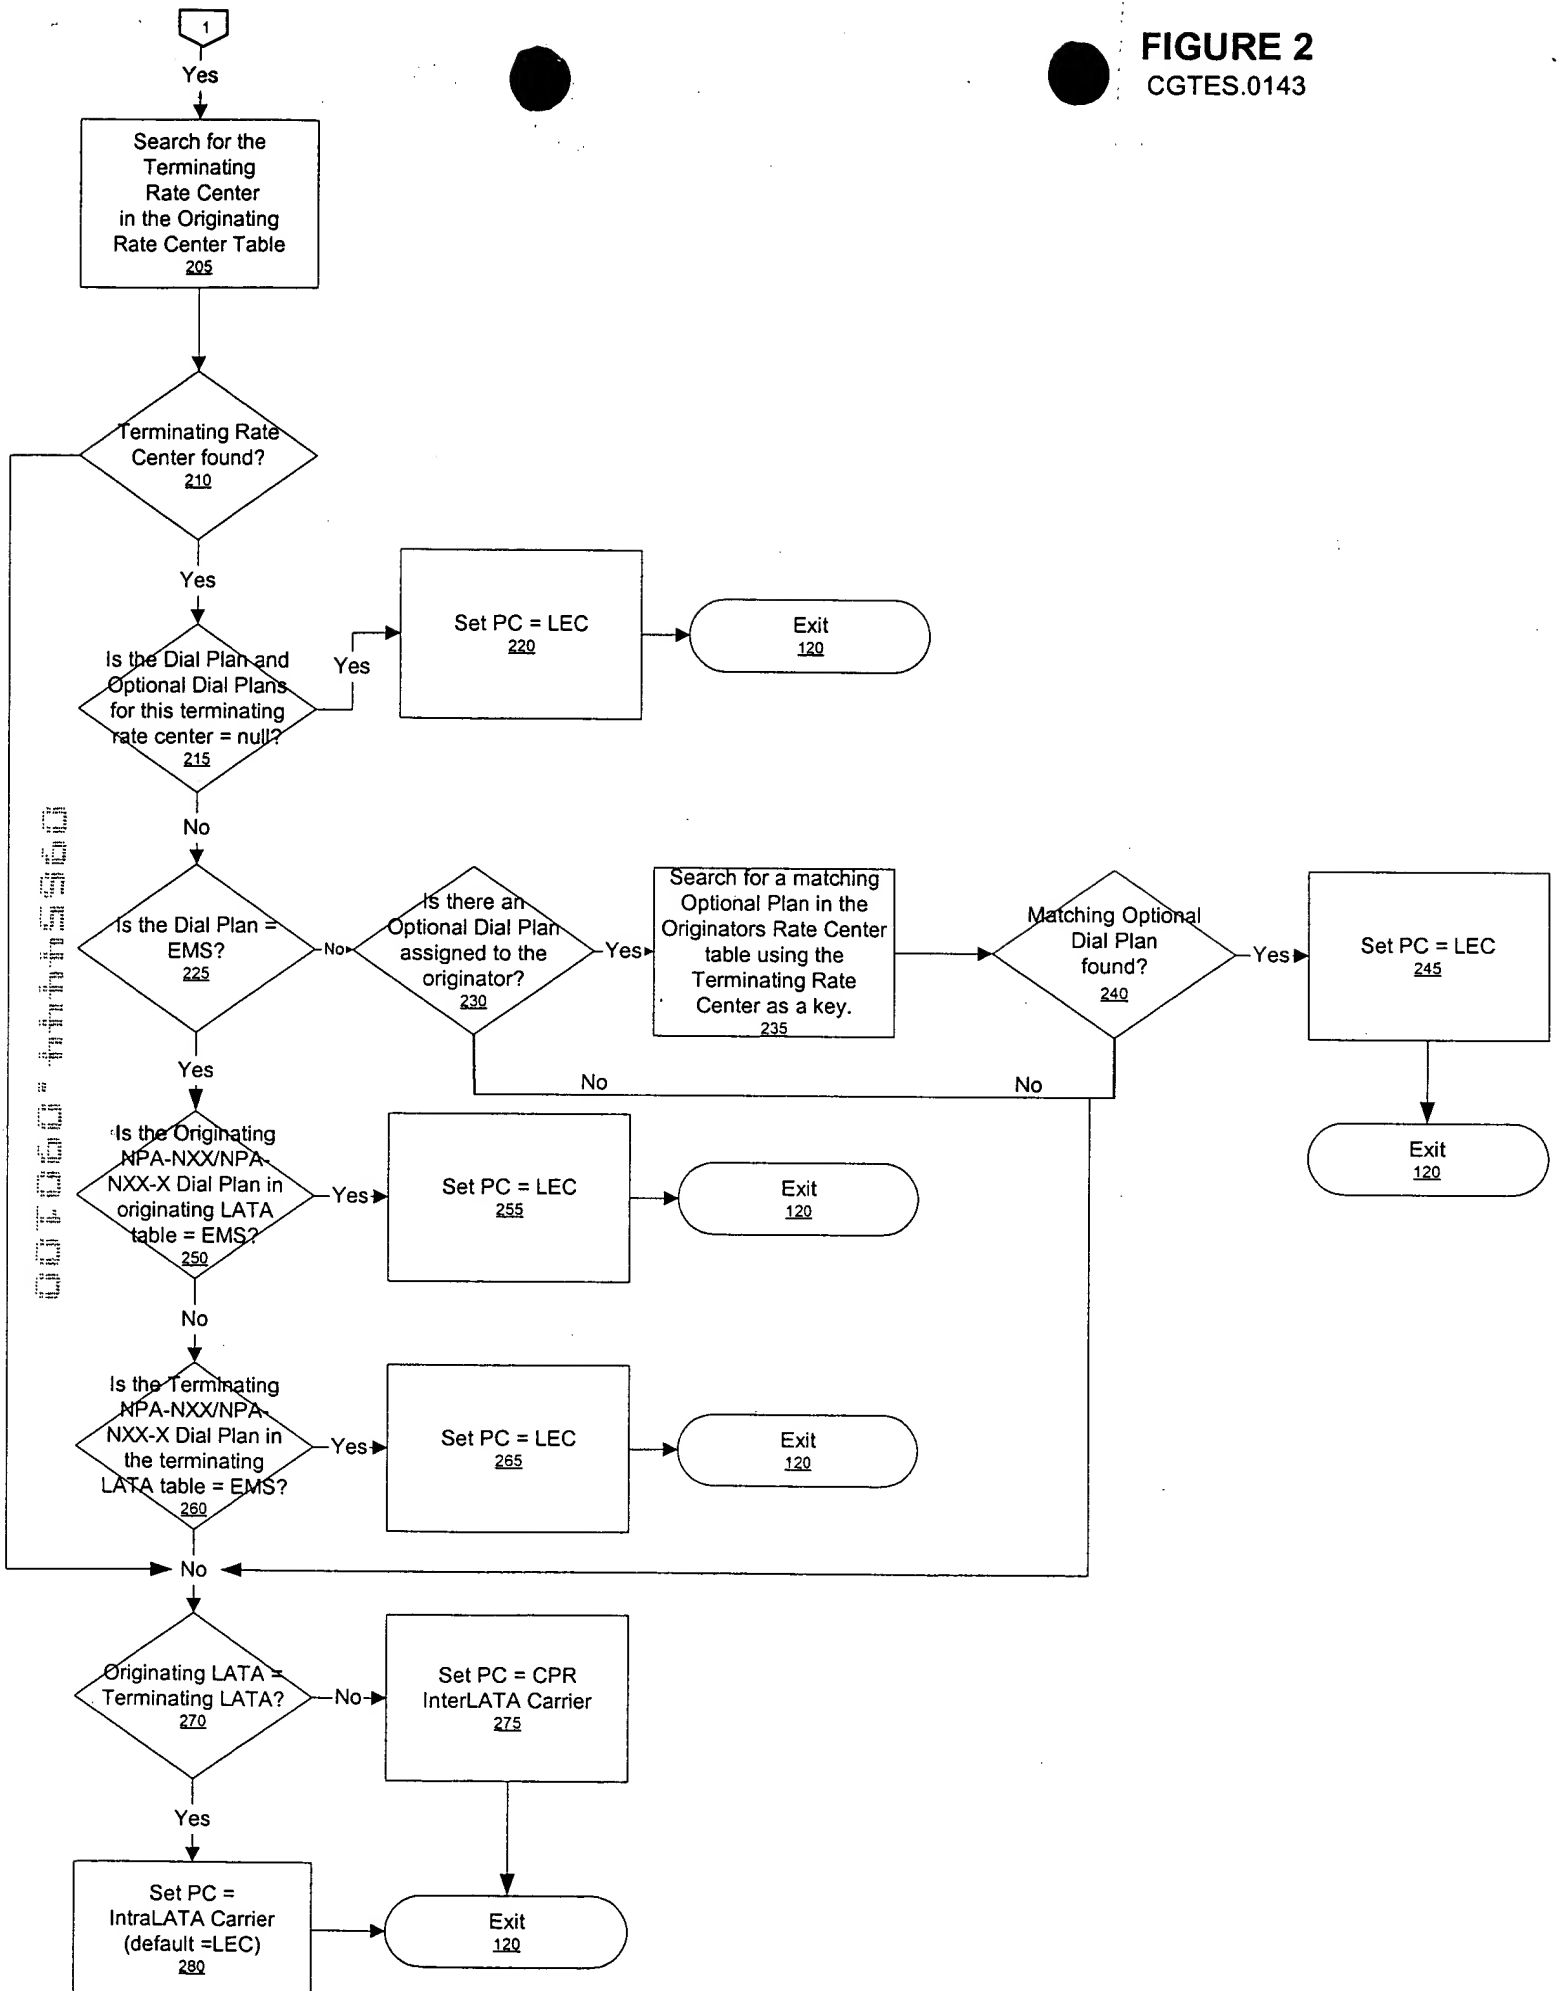 1
FIGURE 2
CGTES.0143
Yes
Search for the
Terminating
Rate Center
in the Originating
Rate Center Table
205
Terminating Rate
Center found?
210
Yes
Is the Dial Plan and
Optional Dial Plans
for this terminating
rate center = null?
215
Yes
Set PC = LEC
220
Exit
120
No
Is the Dial Plan =
EMS?
225
No
Is there an
Optional Dial Plan
assigned to the
originator?
230
Yes
Search for a matching
Optional Plan in the
Originators Rate Center
table using the
Terminating Rate
Center as a key.
235
Matching Optional
Dial Plan
found?
240
Yes
Set PC = LEC
245
Exit
120
No
No
Yes
Is the Originating
NPA-NXX/NPA-
NXX-X Dial Plan in
originating LATA
table = EMS?
250
Yes
Set PC = LEC
255
Exit
120
No
Is the Terminating
NPA-NXX/NPA-
NXX-X Dial Plan in
the terminating
LATA table = EMS?
260
Yes
Set PC = LEC
265
Exit
120
No
Originating LATA =
Terminating LATA?
270
No
Set PC = CPR
InterLATA Carrier
275
Yes
Set PC =
IntraLATA Carrier
(default =LEC)
280
Exit
120